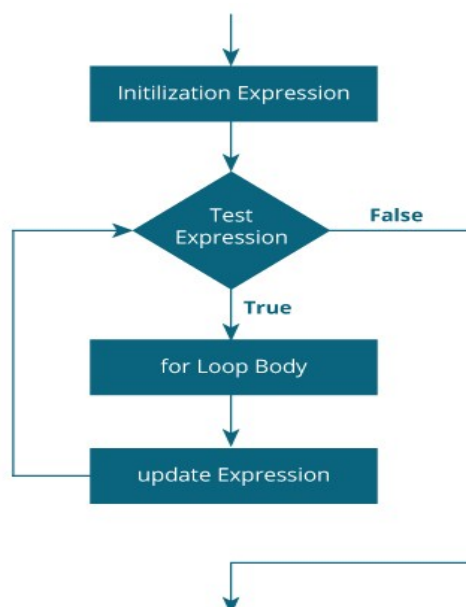 Initilization Expression
Test
Expression
False
True
for Loop Body
update Expression